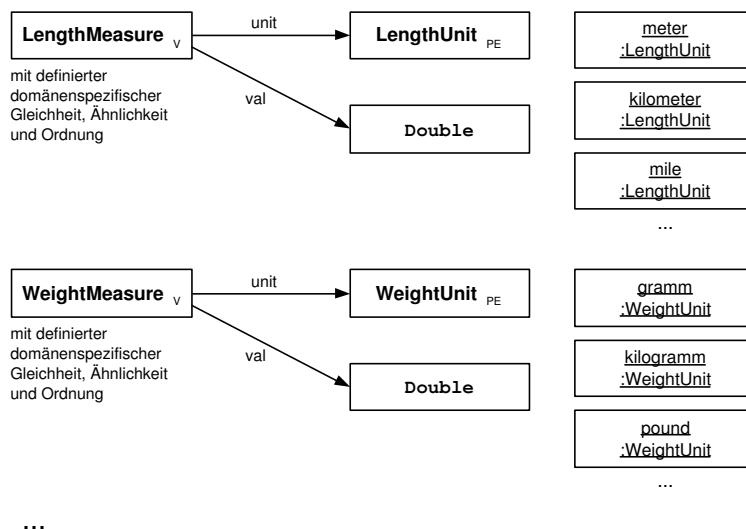 LengthMeasure V
unit
LengthUnit PE
meter
:LengthUnit
mit definierter
domänenspezifischer
Gleichheit, Ähnlichkeit
und Ordnung
val
Double
kilometer
:LengthUnit
mile
:LengthUnit
...
WeightMeasure V
unit
WeightUnit PE
gramm
:WeightUnit
mit definierter
domänenspezifischer
Gleichheit, Ähnlichkeit
und Ordnung
val
Double
kilogramm
:WeightUnit
pound
:WeightUnit
...
...